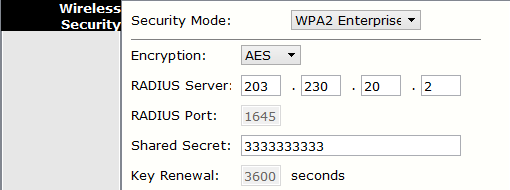 Wireless Security
Security Mode: WPA2 Enterprise
Encryption: AES
RADIUS Server: 203 . 230 . 20 . 2
RADIUS Port: 1645
Shared Secret: 3333333333
Key Renewal: 3600 seconds